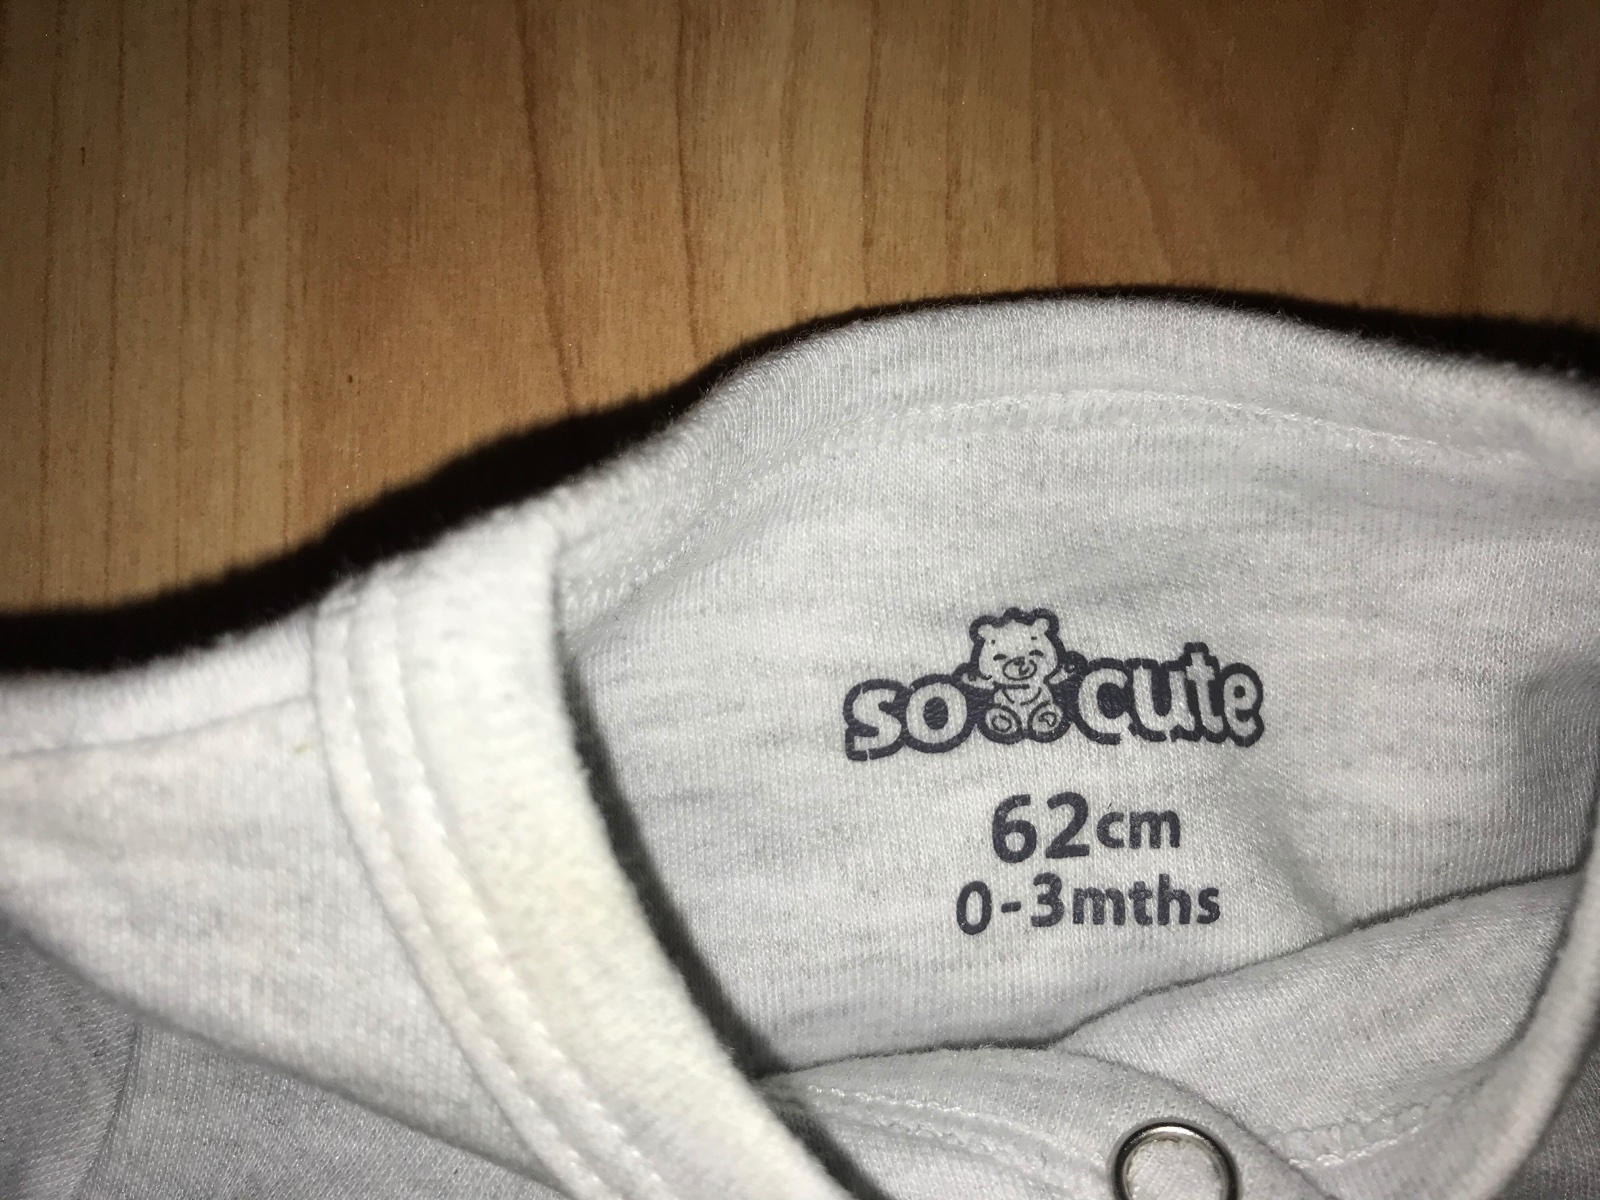 so cute
62cm
0-3mths